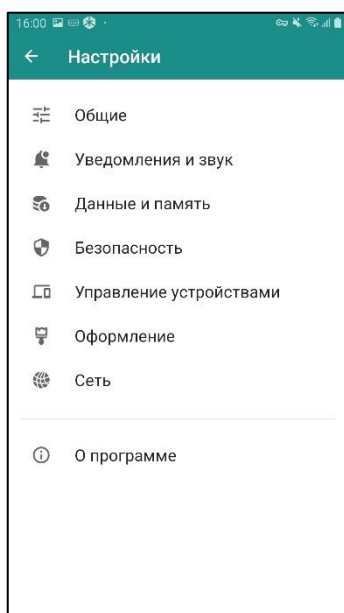 16:00
Настройки
Общие
Уведомления и звук
Данные и память
Безопасность
Управление устройствами
Оформление
Сеть
О программе